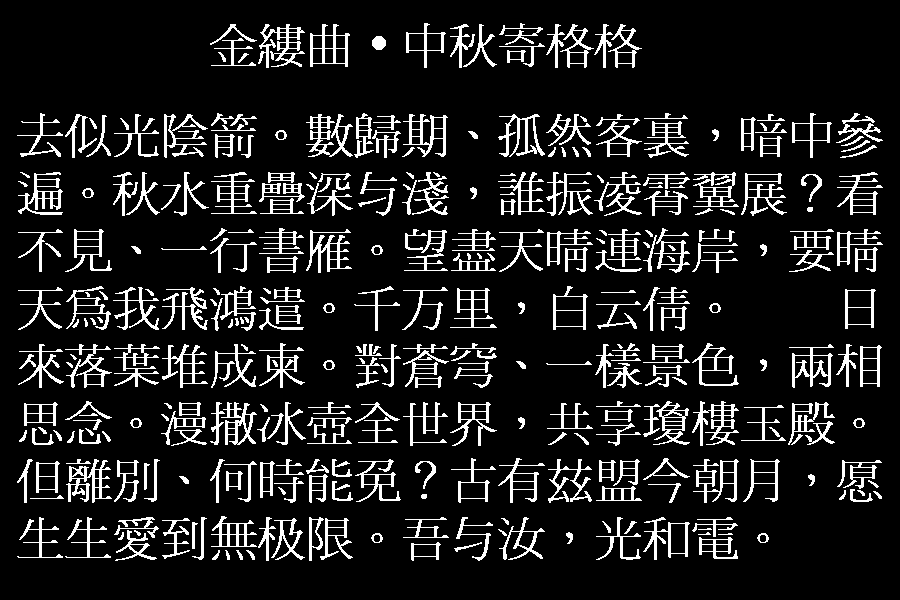 金縷曲•中秋寄格格
去似光陰箭。數歸期、孤然客裏，暗中參
遍。秋水重疊深与淺，誰振凌霄翼展？看
不見、一行書雁。望盡天晴連海岸，要晴
天爲我飛鴻遣。千万里，白云倩。　　日
來落葉堆成柬。對蒼穹、一樣景色，兩相
思念。漫撒冰壺全世界，共享瓊樓玉殿。
但離別、何時能免？古有玆盟今朝月，愿
生生愛到無极限。吾与汝，光和電。